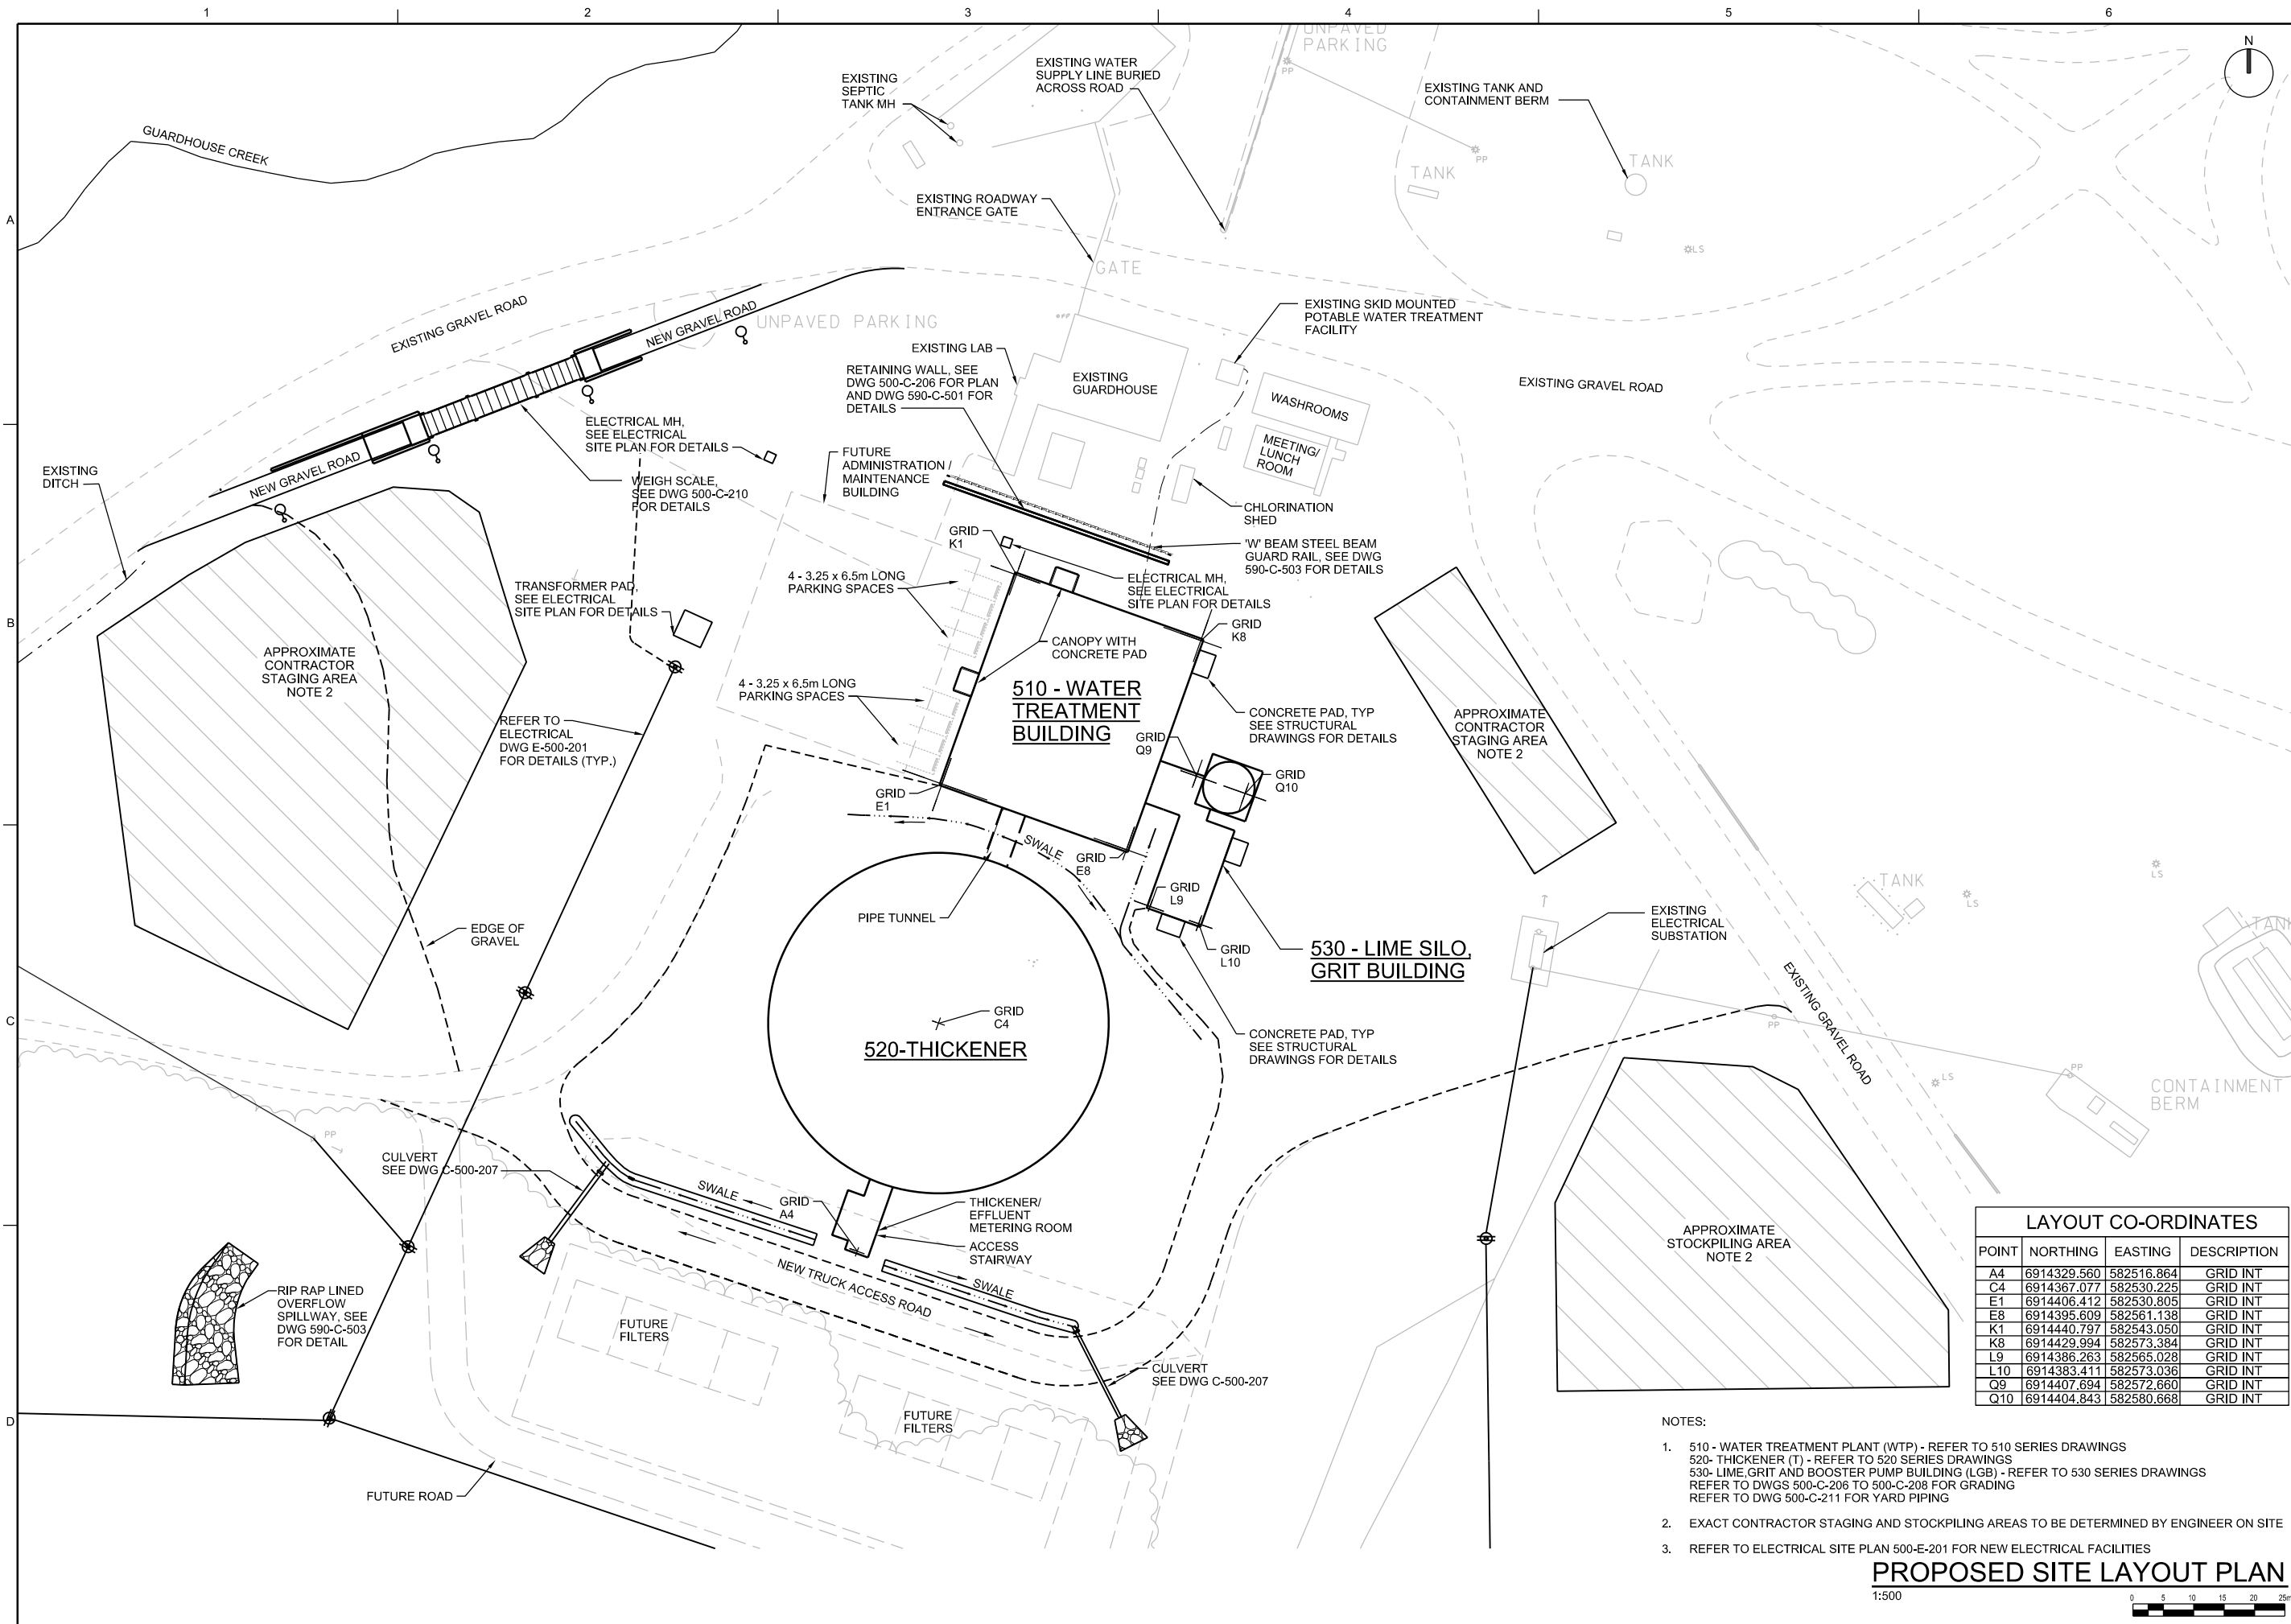 1 2 3 4 5 6
A
B
C
D
N
UNPAVED
PARKING
PP
EXISTING
SEPTIC
TANK MH
EXISTING WATER
SUPPLY LINE BURIED
ACROSS ROAD
EXISTING TANK AND
CONTAINMENT BERM
GUARDHOUSE CREEK
PP
TANK
TANK
EXISTING ROADWAY
ENTRANCE GATE
LS
GATE
EXISTING GRAVEL ROAD
NEW GRAVEL ROAD
UNPAVED PARKING
PP
EXISTING SKID MOUNTED
POTABLE WATER TREATMENT
FACILITY
EXISTING LAB
EXISTING
GUARDHOUSE
RETAINING WALL, SEE
DWG 500-C-206 FOR PLAN
AND DWG 590-C-501 FOR
DETAILS
EXISTING GRAVEL ROAD
WASHROOMS
MEETING/
LUNCH
ROOM
ELECTRICAL MH,
SEE ELECTRICAL
SITE PLAN FOR DETAILS
FUTURE
ADMINISTRATION /
MAINTENANCE
BUILDING
EXISTING
DITCH
NEW GRAVEL ROAD
WEIGH SCALE,
SEE DWG 500-C-210
FOR DETAILS
CHLORINATION
SHED
GRID
K1
'W' BEAM STEEL BEAM
GUARD RAIL, SEE DWG
590-C-503 FOR DETAILS
4 - 3.25 x 6.5m LONG
PARKING SPACES
ELECTRICAL MH,
SEE ELECTRICAL
SITE PLAN FOR DETAILS
TRANSFORMER PAD,
SEE ELECTRICAL
SITE PLAN FOR DETAILS
GRID
K8
CANOPY WITH
CONCRETE PAD
APPROXIMATE
CONTRACTOR
STAGING AREA
NOTE 2
4 - 3.25 x 6.5m LONG
PARKING SPACES
510 - WATER
TREATMENT
BUILDING
CONCRETE PAD, TYP
SEE STRUCTURAL
DRAWINGS FOR DETAILS
APPROXIMATE
CONTRACTOR
STAGING AREA
NOTE 2
REFER TO
ELECTRICAL
DWG E-500-201
FOR DETAILS (TYP.)
GRID
Q9
GRID
Q10
GRID
E1
SWALE
GRID
E8
GRID
L9
PIPE TUNNEL
EDGE OF
GRAVEL
GRID
L10
530 - LIME SILO,
GRIT BUILDING
EXISTING
ELECTRICAL
SUBSTATION
TANK
LS
LS
TANK
GRID
C4
520-THICKENER
CONCRETE PAD, TYP
SEE STRUCTURAL
DRAWINGS FOR DETAILS
EXISTING GRAVEL ROAD
PP
LS
PP
CONTAINMENT
BERM
PP
CULVERT
SEE DWG C-500-207
SWALE
GRID
A4
THICKENER/
EFFLUENT
METERING ROOM
ACCESS
STAIRWAY
SWALE
NEW TRUCK ACCESS ROAD
APPROXIMATE
STOCKPILING AREA
NOTE 2
RIP RAP LINED
OVERFLOW
SPILLWAY, SEE
DWG 590-C-503
FOR DETAIL
FUTURE
FILTERS
FUTURE
FILTERS
CULVERT
SEE DWG C-500-207
FUTURE ROAD
LAYOUT CO-ORDINATES
POINT NORTHING EASTING DESCRIPTION
A4 6914329.560 582516.864 GRID INT
C4 6914367.077 582530.225 GRID INT
E1 6914406.412 582530.805 GRID INT
E8 6914395.609 582561.138 GRID INT
K1 6914440.797 582543.050 GRID INT
K8 6914429.994 582573.384 GRID INT
L9 6914386.263 582565.028 GRID INT
L10 6914383.411 582573.036 GRID INT
Q9 6914407.694 582572.660 GRID INT
Q10 6914404.843 582580.668 GRID INT
NOTES:
1. 510 - WATER TREATMENT PLANT (WTP) - REFER TO 510 SERIES DRAWINGS
520- THICKENER (T) - REFER TO 520 SERIES DRAWINGS
530- LIME,GRIT AND BOOSTER PUMP BUILDING (LGB) - REFER TO 530 SERIES DRAWINGS
REFER TO DWGS 500-C-206 TO 500-C-208 FOR GRADING
REFER TO DWG 500-C-211 FOR YARD PIPING
2. EXACT CONTRACTOR STAGING AND STOCKPILING AREAS TO BE DETERMINED BY ENGINEER ON SITE
3. REFER TO ELECTRICAL SITE PLAN 500-E-201 FOR NEW ELECTRICAL FACILITIES
PROPOSED SITE LAYOUT PLAN
1:500
0 5 10 15 20 25m